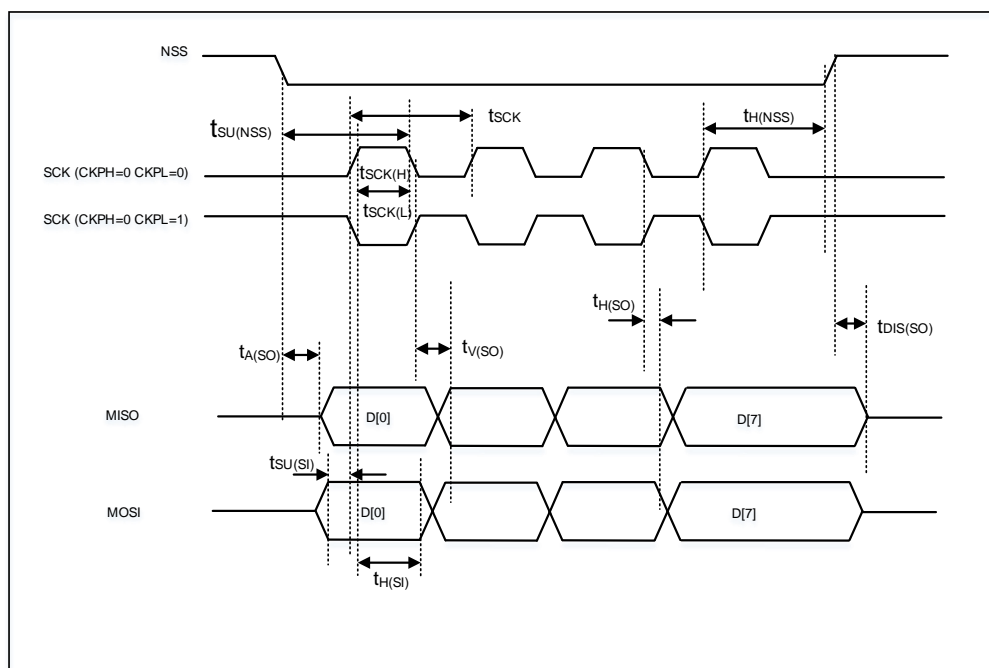 NSS
tSCK
tH(NSS)
tSU(NSS)
SCK (CKPH=0 CKPL=0)
tSCK(H)
tSCK(L)
SCK (CKPH=0 CKPL=1)
tH(SO)
tDIS(SO)
tA(SO)
tV(SO)
MISO
D[0]
D[7]
tSU(SI)
MOSI
D[0]
D[7]
tH(SI)